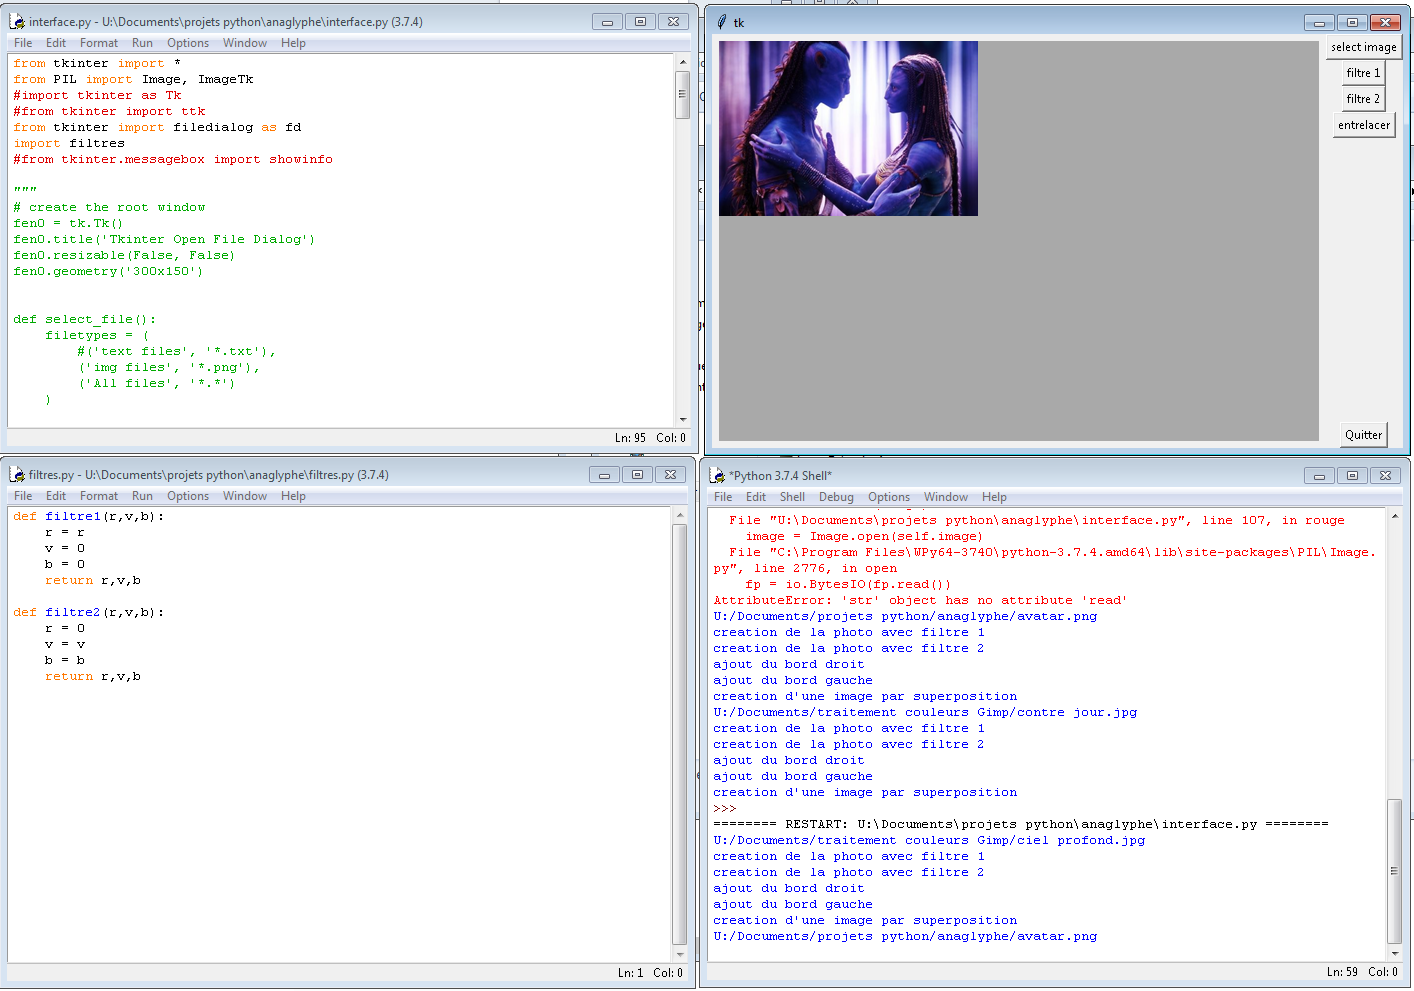 interface.py - U:\Documents\projets python\anaglyphe\interface.py (3.7.4)
File Edit Format Run Options Window Help
from tkinter import *
from PIL import Image, ImageTk
#import tkinter as Tk
#from tkinter import ttk
from tkinter import filedialog as fd
import filtres
#from tkinter.messagebox import showinfo
"""
# create the root window
fen0 = tk.Tk()
fen0.title('Tkinter Open File Dialog')
fen0.resizable(False, False)
fen0.geometry('300x150')
def select_file():
    filetypes = (
        #('text files', '*.txt'),
        ('img files', '*.png'),
        ('All files', '*.*')
    )
Ln: 95 Col: 0
tk
select image
filtre 1
filtre 2
entrelacer
Quitter
filtres.py - U:\Documents\projets python\anaglyphe\filtres.py (3.7.4)
File Edit Format Run Options Window Help
def filtre1(r,v,b):
    r = r
    v = 0
    b = 0
    return r,v,b
def filtre2(r,v,b):
    r = 0
    v = v
    b = b
    return r,v,b
Ln: 1 Col: 0
*Python 3.7.4 Shell*
File Edit Shell Debug Options Window Help
  File "U:\Documents\projets python\anaglyphe\interface.py", line 107, in rouge
    image = Image.open(self.image)
  File "C:\Program Files\WPy64-3740\python-3.7.4.amd64\lib\site-packages\PIL\Image.
py", line 2776, in open
    fp = io.BytesIO(fp.read())
AttributeError: 'str' object has no attribute 'read'
U:/Documents/projets python/anaglyphe/avatar.png
creation de la photo avec filtre 1
creation de la photo avec filtre 2
ajout du bord droit
ajout du bord gauche
creation d'une image par superposition
U:/Documents/traitement couleurs Gimp/contre jour.jpg
creation de la photo avec filtre 1
creation de la photo avec filtre 2
ajout du bord droit
ajout du bord gauche
creation d'une image par superposition
>>>
======== RESTART: U:\Documents\projets python\anaglyphe\interface.py ========
U:/Documents/traitement couleurs Gimp/ciel profond.jpg
creation de la photo avec filtre 1
creation de la photo avec filtre 2
ajout du bord droit
ajout du bord gauche
creation d'une image par superposition
U:/Documents/projets python/anaglyphe/avatar.png
Ln: 59 Col: 0